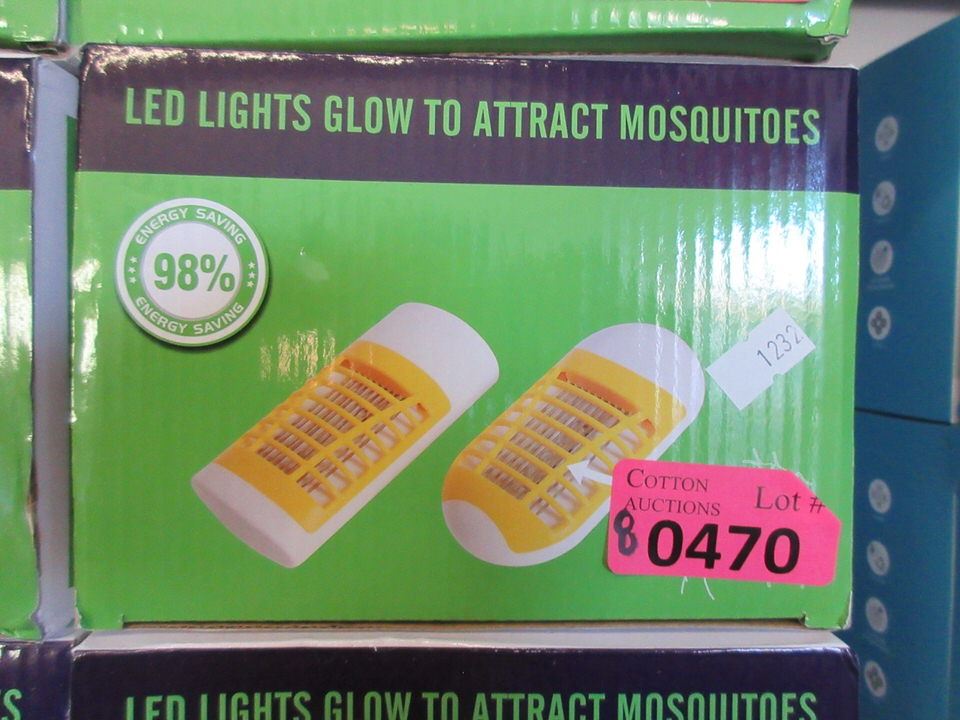 LED LIGHTS GLOW TO ATTRACT MOSQUITOES
ENERGY SAVING
98%
ENERGY SAVING
1232
COTTON
AUCTIONS
Lot #
8 0470
LED LIGHTS GLOW TO ATTRACT MOSQUITOES